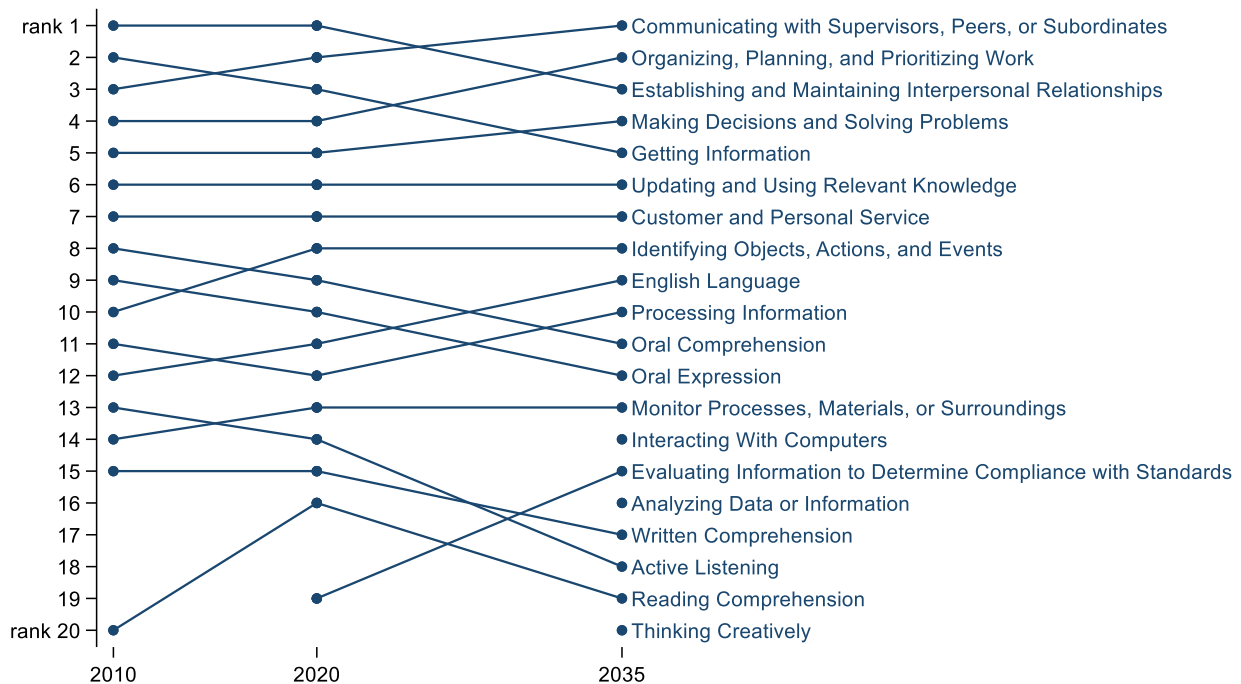 rank 1 Communicating with Supervisors, Peers, or Subordinates
2 Organizing, Planning, and Prioritizing Work
3 Establishing and Maintaining Interpersonal Relationships
4 Making Decisions and Solving Problems
5 Getting Information
6 Updating and Using Relevant Knowledge
7 Customer and Personal Service
8 Identifying Objects, Actions, and Events
9 English Language
10 Processing Information
11 Oral Comprehension
12 Oral Expression
13 Monitor Processes, Materials, or Surroundings
14 Interacting With Computers
15 Evaluating Information to Determine Compliance with Standards
16 Analyzing Data or Information
17 Written Comprehension
18 Active Listening
19 Reading Comprehension
rank 20 Thinking Creatively
2010 2020 2035